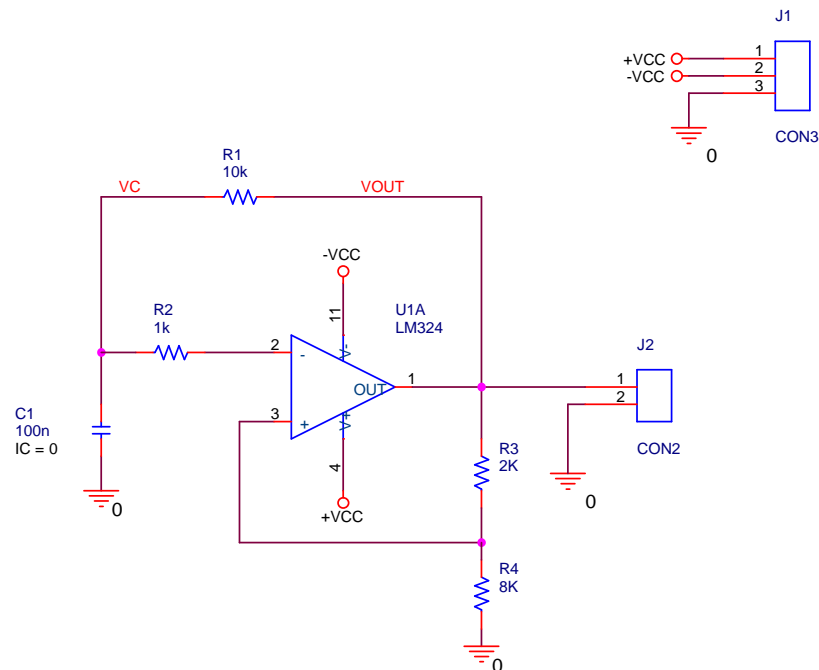 J1
+VCC 1
-VCC 2
3
0
CON3
R1
10k
VC
VOUT
-VCC
11
U1A
LM324
R2
1k
2
-
V-
OUT
1
J2
1
2
CON2
0
C1
100n
IC = 0
0
3
+
V+
4
+VCC
R3
2K
R4
8K
0